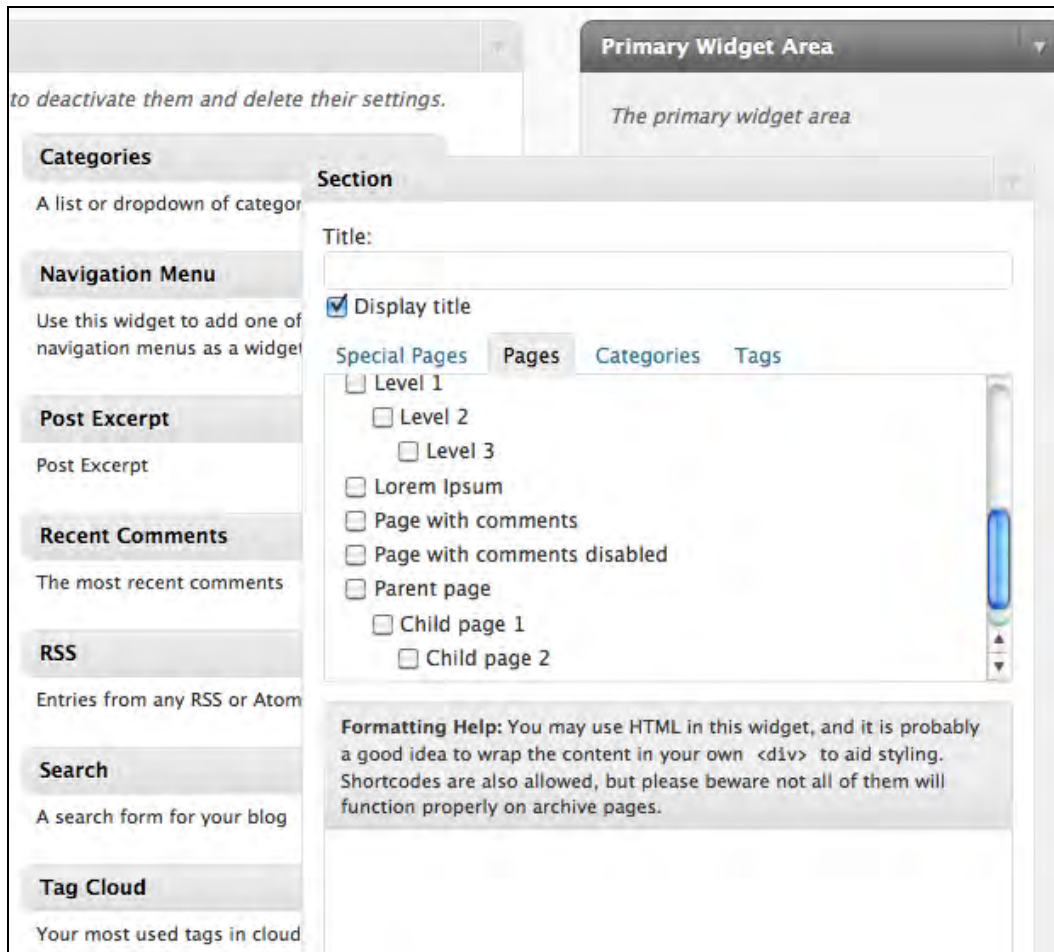 Primary Widget Area
to deactivate them and delete their settings.
The primary widget area
Categories
A list or dropdown of categor
Navigation Menu
Use this widget to add one of
navigation menus as a widget
Post Excerpt
Post Excerpt
Recent Comments
The most recent comments
RSS
Entries from any RSS or Atom
Search
A search form for your blog
Tag Cloud
Your most used tags in cloud
Section
Title:
Display title
Special Pages Pages Categories Tags
Level 1
Level 2
Level 3
Lorem Ipsum
Page with comments
Page with comments disabled
Parent page
Child page 1
Child page 2
Formatting Help: You may use HTML in this widget, and it is probably
a good idea to wrap the content in your own <div> to aid styling.
Shortcodes are also allowed, but please beware not all of them will
function properly on archive pages.